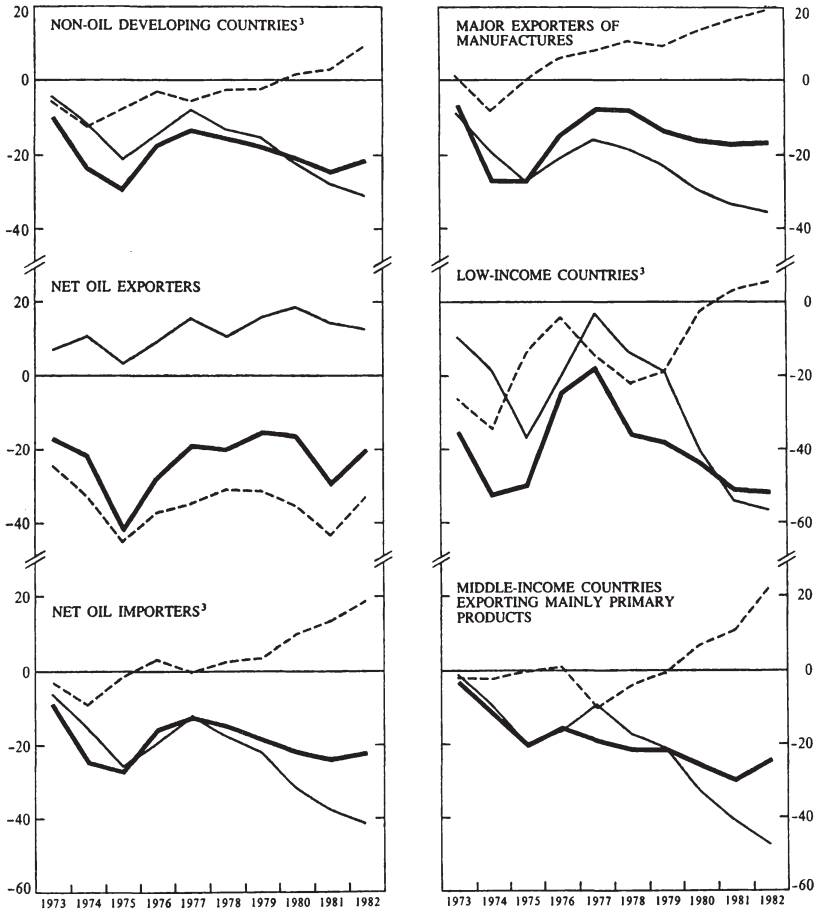 NON-OIL DEVELOPING COUNTRIES³
0
-20
-40
NET OIL EXPORTERS
20
0
-20
-40
NET OIL IMPORTERS³
20
0
-20
-40
-60
1973 1974 1975 1976 1977 1978 1979 1980 1981 1982
MAJOR EXPORTERS OF
MANUFACTURES
20
0
-20
-40
LOW-INCOME COUNTRIES³
0
-20
-40
-60
MIDDLE-INCOME COUNTRIES
EXPORTING MAINLY PRIMARY
PRODUCTS
20
0
-20
-40
-60
1973 1974 1975 1976 1977 1978 1979 1980 1981 1982